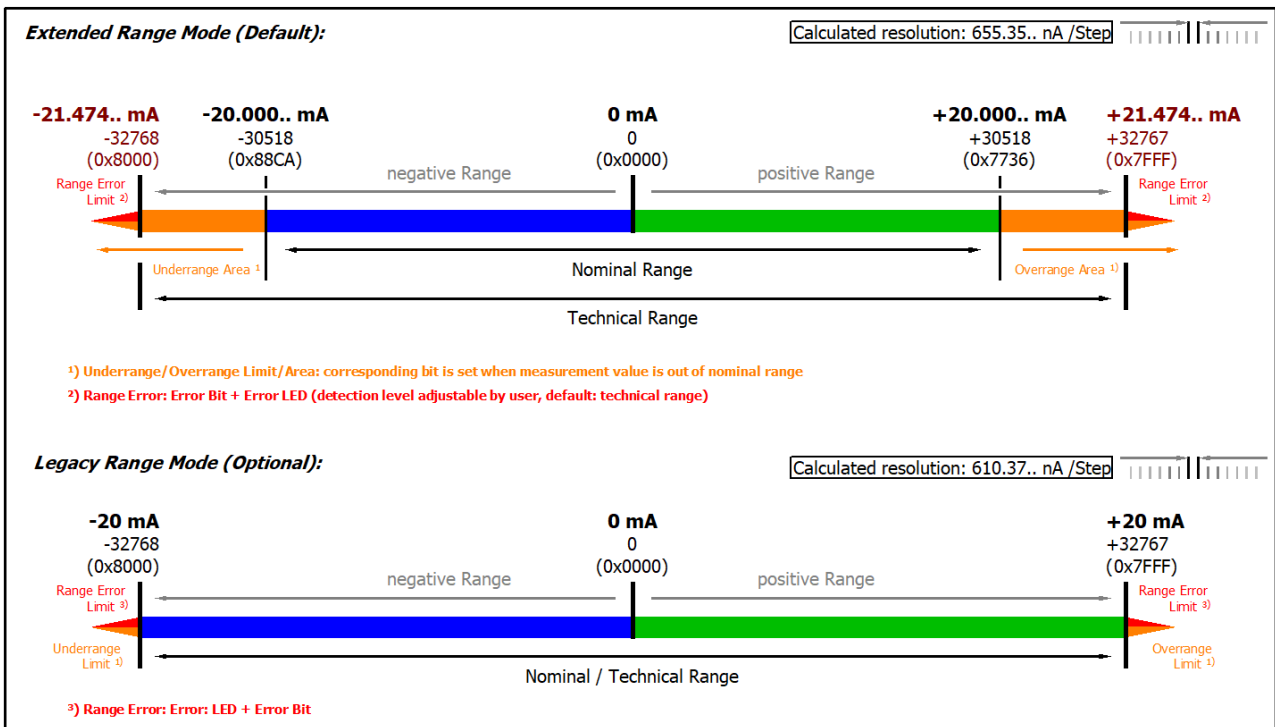 Extended Range Mode (Default):
Calculated resolution: 655.35.. nA /Step
-21.474.. mA
-20.000.. mA
0 mA
+20.000.. mA
+21.474.. mA
-32768
-30518
0
+30518
+32767
(0x8000)
(0x88CA)
(0x0000)
(0x7736)
(0x7FFF)
negative Range
positive Range
Range Error
Limit ²⁾
Range Error
Limit ²⁾
Underrange Area ¹
Nominal Range
Overrange Area ¹⁾
Technical Range
¹) Underrange/Overrange Limit/Area: corresponding bit is set when measurement value is out of nominal range
²) Range Error: Error Bit + Error LED (detection level adjustable by user, default: technical range)
Legacy Range Mode (Optional):
Calculated resolution: 610.37.. nA /Step
-20 mA
0 mA
+20 mA
-32768
0
+32767
(0x8000)
(0x0000)
(0x7FFF)
negative Range
positive Range
Range Error
Limit ³⁾
Range Error
Limit ³⁾
Underrange
Limit ¹⁾
Overrange
Limit ¹⁾
Nominal / Technical Range
³) Range Error: Error: LED + Error Bit